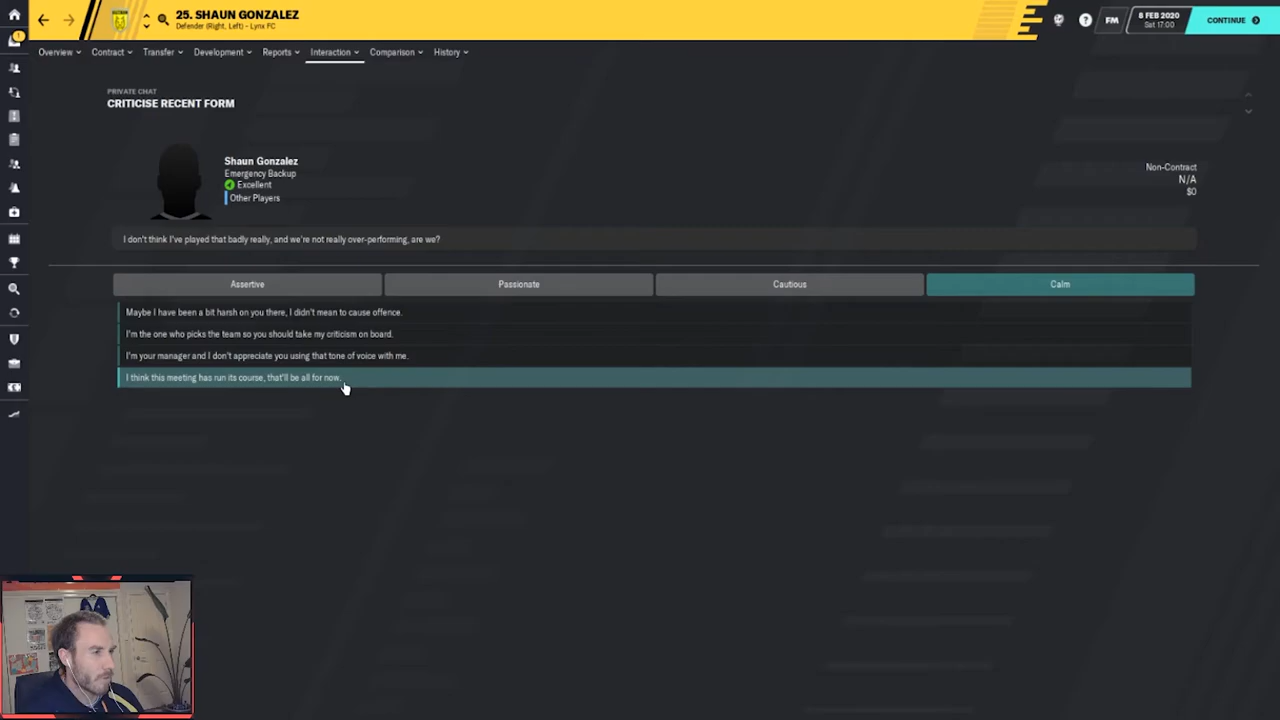 25. SHAUN GONZALEZ
Defender (Right, Left) - Lynx FC
FM
8 FEB 2020
Sat 17:00
CONTINUE
Overview
Contract
Transfer
Development
Reports
Interaction
Comparison
History
PRIVATE CHAT
CRITICISE RECENT FORM
Shaun Gonzalez
Emergency Backup
Excellent
Other Players
Non-Contract
N/A
$0
I don't think I've played that badly really, and we're not really over-performing, are we?
Assertive
Passionate
Cautious
Calm
Maybe I have been a bit harsh on you there, I didn't mean to cause offence.
I'm the one who picks the team so you should take my criticism on board.
I'm your manager and I don't appreciate you using that tone of voice with me.
I think this meeting has run its course, that'll be all for now.